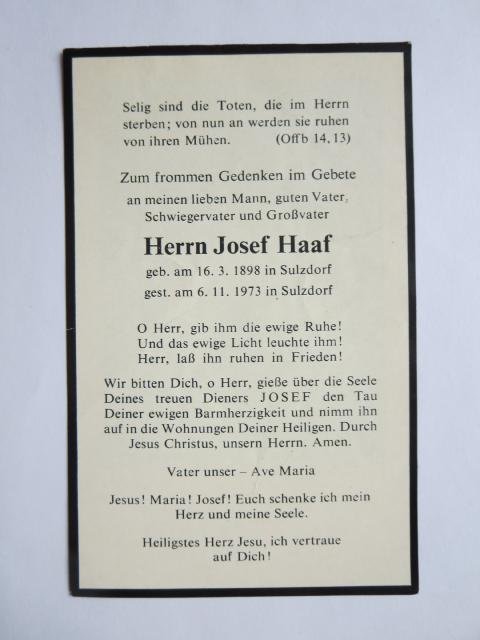 Selig sind die Toten, die im Herrn
sterben; von nun an werden sie ruhen
von ihren Mühen. (Offb 14,13)
Zum frommen Gedenken im Gebete
an meinen lieben Mann, guten Vater,
Schwiegervater und Großvater
Herrn Josef Haaf
geb. am 16. 3. 1898 in Sulzdorf
gest. am 6. 11. 1973 in Sulzdorf
O Herr, gib ihm die ewige Ruhe!
Und das ewige Licht leuchte ihm!
Herr, laß ihn ruhen in Frieden!
Wir bitten Dich, o Herr, gieße über die Seele
Deines treuen Dieners JOSEF den Tau
Deiner ewigen Barmherzigkeit und nimm ihn
auf in die Wohnungen Deiner Heiligen. Durch
Jesus Christus, unsern Herrn. Amen.
Vater unser – Ave Maria
Jesus! Maria! Josef! Euch schenke ich mein
Herz und meine Seele.
Heiligstes Herz Jesu, ich vertraue
auf Dich!